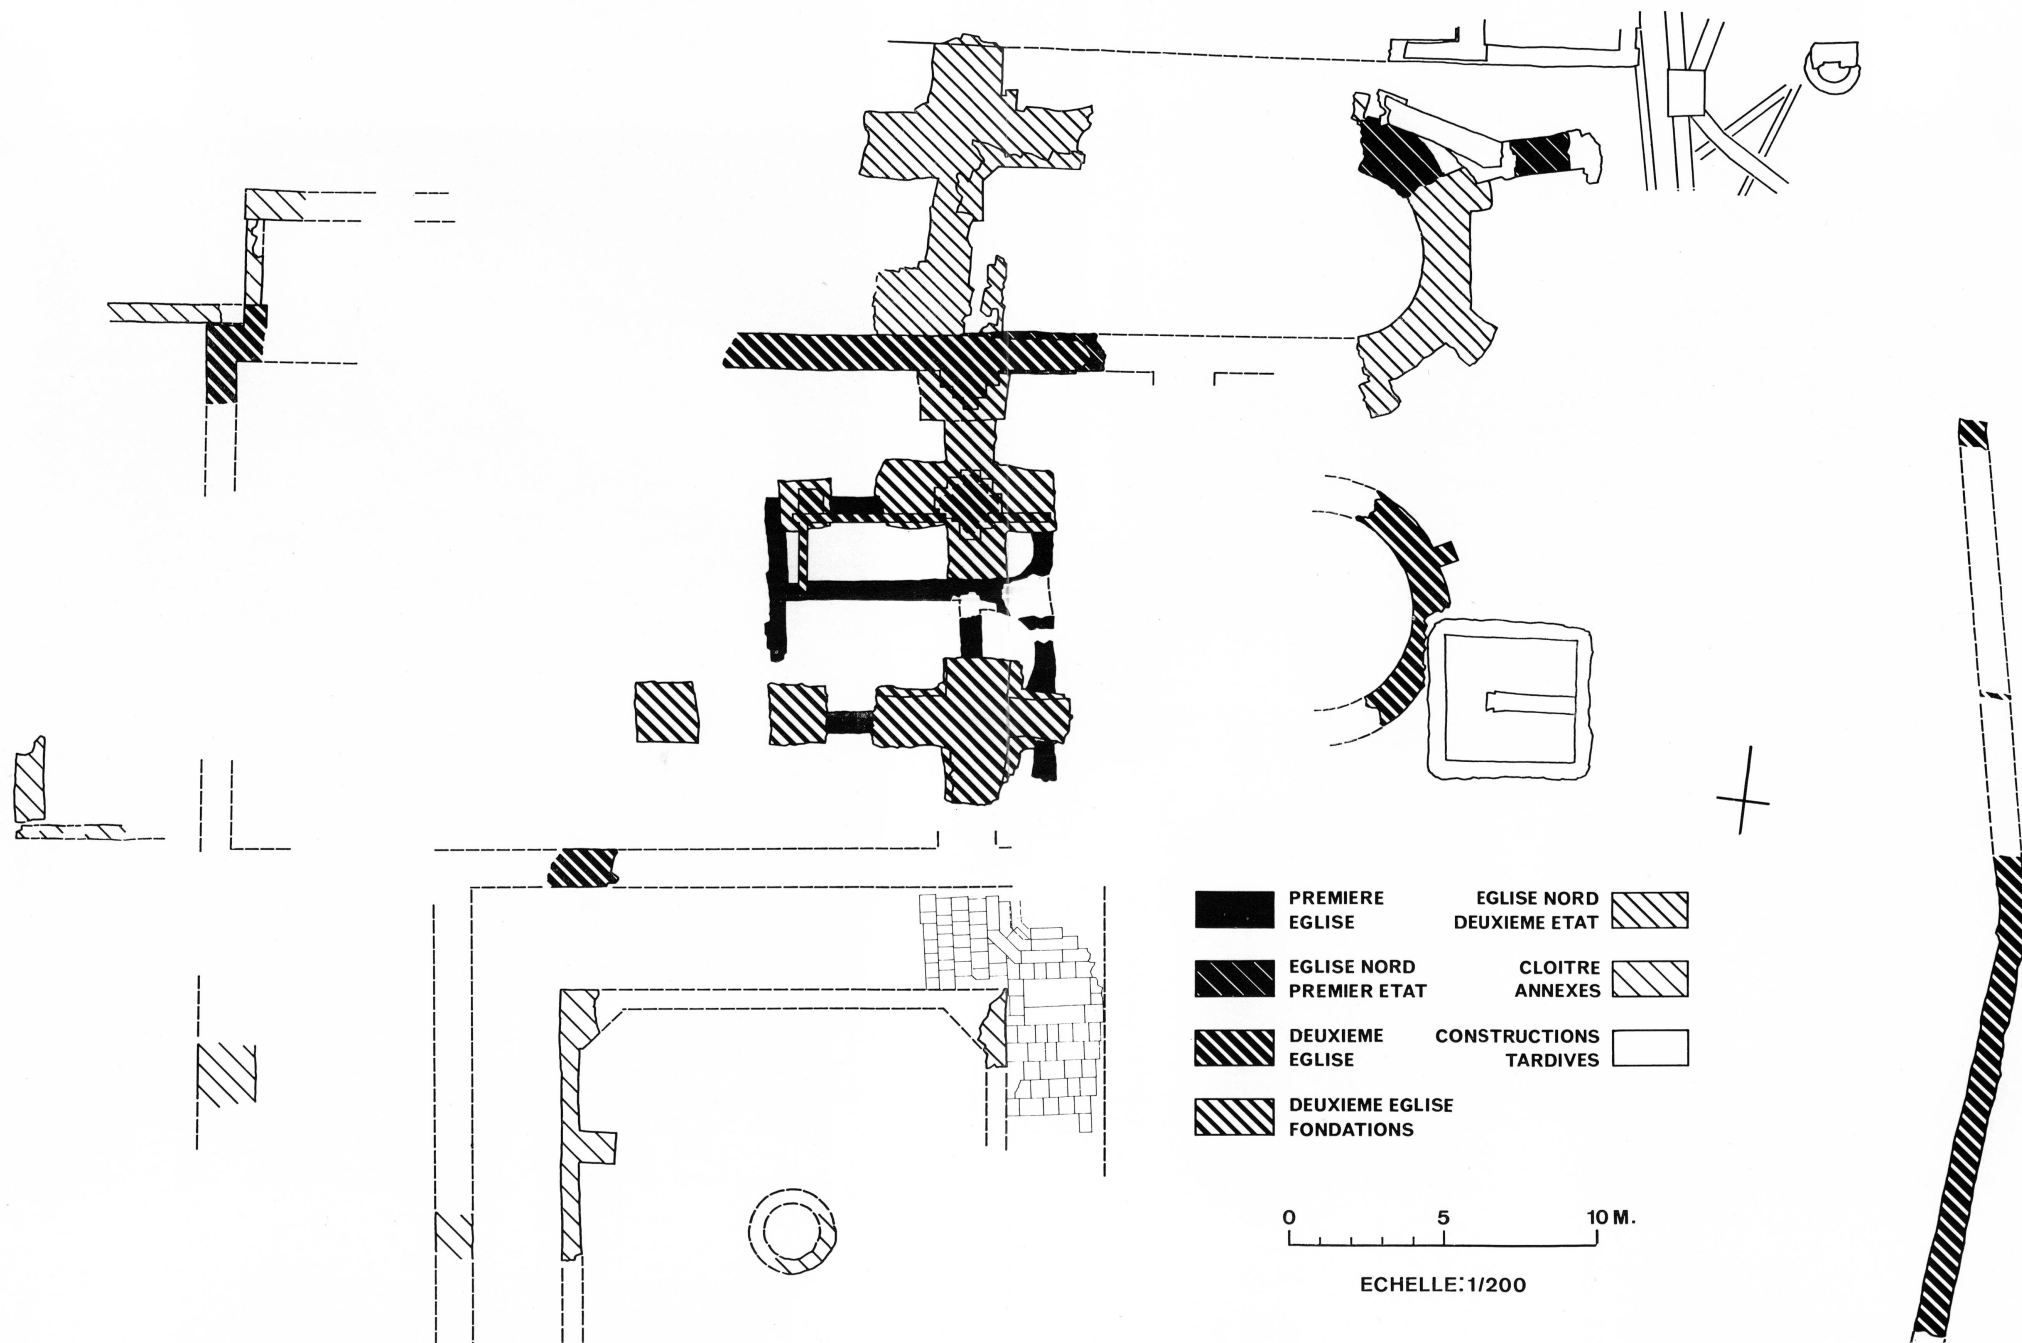 PREMIERE
EGLISE
EGLISE NORD
PREMIER ETAT
DEUXIEME
EGLISE
DEUXIEME EGLISE
FONDATIONS
EGLISE NORD
DEUXIEME ETAT
CLOITRE
ANNEXES
CONSTRUCTIONS
TARDIVES
0 5 10 M.
ECHELLE: 1/200